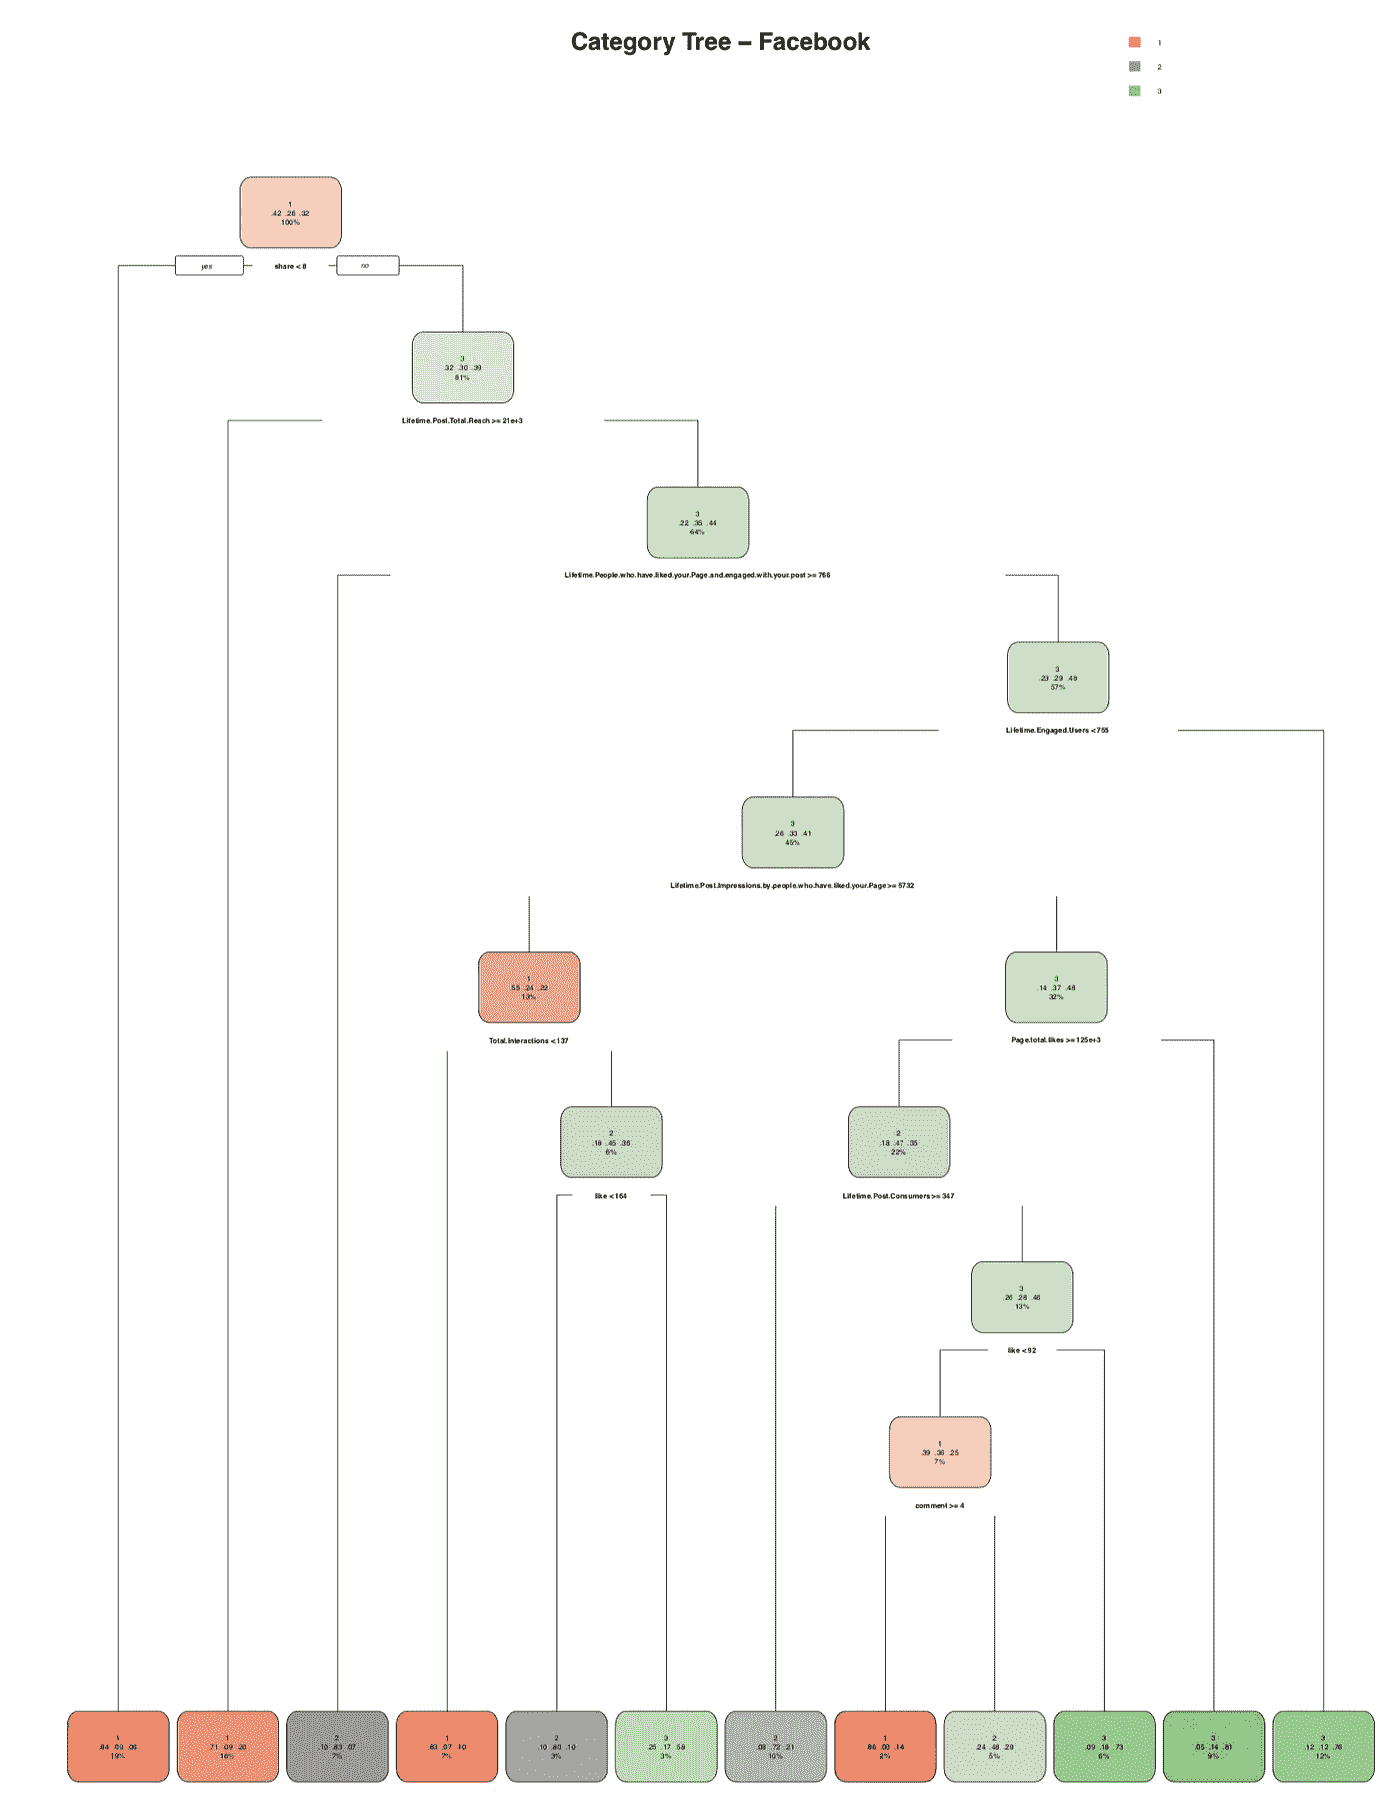 Category Tree – Facebook
1
2
3
1
.42 .26 .32
100%
yes
share < 8
no
3
.32 .30 .39
81%
Lifetime.Post.Total.Reach >= 21e+3
3
.22 .35 .44
64%
Lifetime.People.who.have.liked.your.Page.and.engaged.with.your.post >= 766
3
.23 .29 .48
57%
Lifetime.Engaged.Users < 755
3
.26 .33 .41
45%
Lifetime.Post.Impressions.by.people.who.have.liked.your.Page >= 5732
1
.55 .24 .22
13%
3
.14 .37 .48
32%
Total.Interactions < 137
Page.total.likes >= 125e+3
2
.18 .45 .36
6%
2
.18 .47 .35
22%
like < 164
Lifetime.Post.Consumers >= 347
3
.26 .28 .46
13%
like < 92
1
.39 .36 .25
7%
comment >= 4
1
.84 .09 .06
19%
1
.71 .09 .20
16%
2
.10 .83 .07
7%
1
.83 .07 .10
7%
2
.10 .80 .10
3%
3
.25 .17 .58
3%
2
.08 .72 .21
10%
1
.86 .00 .14
2%
2
.24 .48 .29
5%
3
.09 .18 .73
6%
3
.05 .14 .81
9%
3
.12 .12 .76
12%